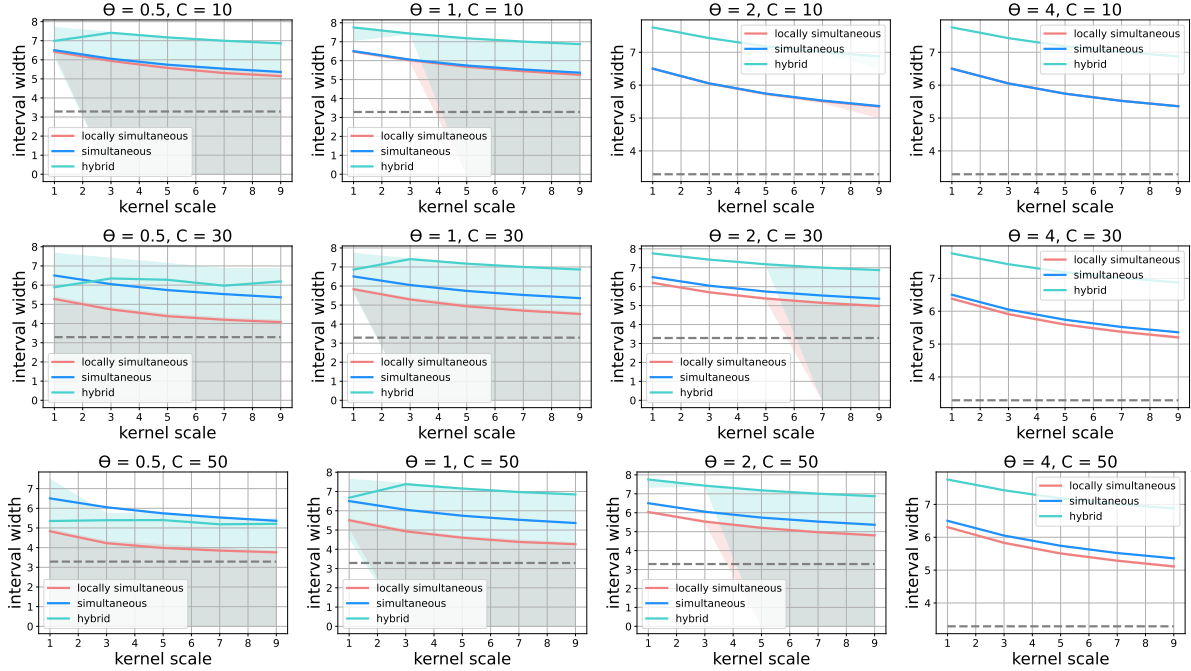 Θ = 0.5, C = 10
interval width
8
7
6
5
4
3
2
1
0
locally simultaneous
simultaneous
hybrid
1 2 3 4 5 6 7 8 9
kernel scale
Θ = 1, C = 10
interval width
8
7
6
5
4
3
2
1
0
locally simultaneous
simultaneous
hybrid
1 2 3 4 5 6 7 8 9
kernel scale
Θ = 2, C = 10
interval width
7
6
5
4
locally simultaneous
simultaneous
hybrid
1 2 3 4 5 6 7 8 9
kernel scale
Θ = 4, C = 10
interval width
7
6
5
4
locally simultaneous
simultaneous
hybrid
1 2 3 4 5 6 7 8 9
kernel scale
Θ = 0.5, C = 30
interval width
8
7
6
5
4
3
2
1
0
locally simultaneous
simultaneous
hybrid
1 2 3 4 5 6 7 8 9
kernel scale
Θ = 1, C = 30
interval width
8
7
6
5
4
3
2
1
0
locally simultaneous
simultaneous
hybrid
1 2 3 4 5 6 7 8 9
kernel scale
Θ = 2, C = 30
interval width
8
7
6
5
4
3
2
1
0
locally simultaneous
simultaneous
hybrid
1 2 3 4 5 6 7 8 9
kernel scale
Θ = 4, C = 30
interval width
7
6
5
4
locally simultaneous
simultaneous
hybrid
1 2 3 4 5 6 7 8 9
kernel scale
Θ = 0.5, C = 50
interval width
7
6
5
4
3
2
1
0
locally simultaneous
simultaneous
hybrid
1 2 3 4 5 6 7 8 9
kernel scale
Θ = 1, C = 50
interval width
8
7
6
5
4
3
2
1
0
locally simultaneous
simultaneous
hybrid
1 2 3 4 5 6 7 8 9
kernel scale
Θ = 2, C = 50
interval width
8
7
6
5
4
3
2
1
0
locally simultaneous
simultaneous
hybrid
1 2 3 4 5 6 7 8 9
kernel scale
Θ = 4, C = 50
interval width
7
6
5
4
locally simultaneous
simultaneous
hybrid
1 2 3 4 5 6 7 8 9
kernel scale